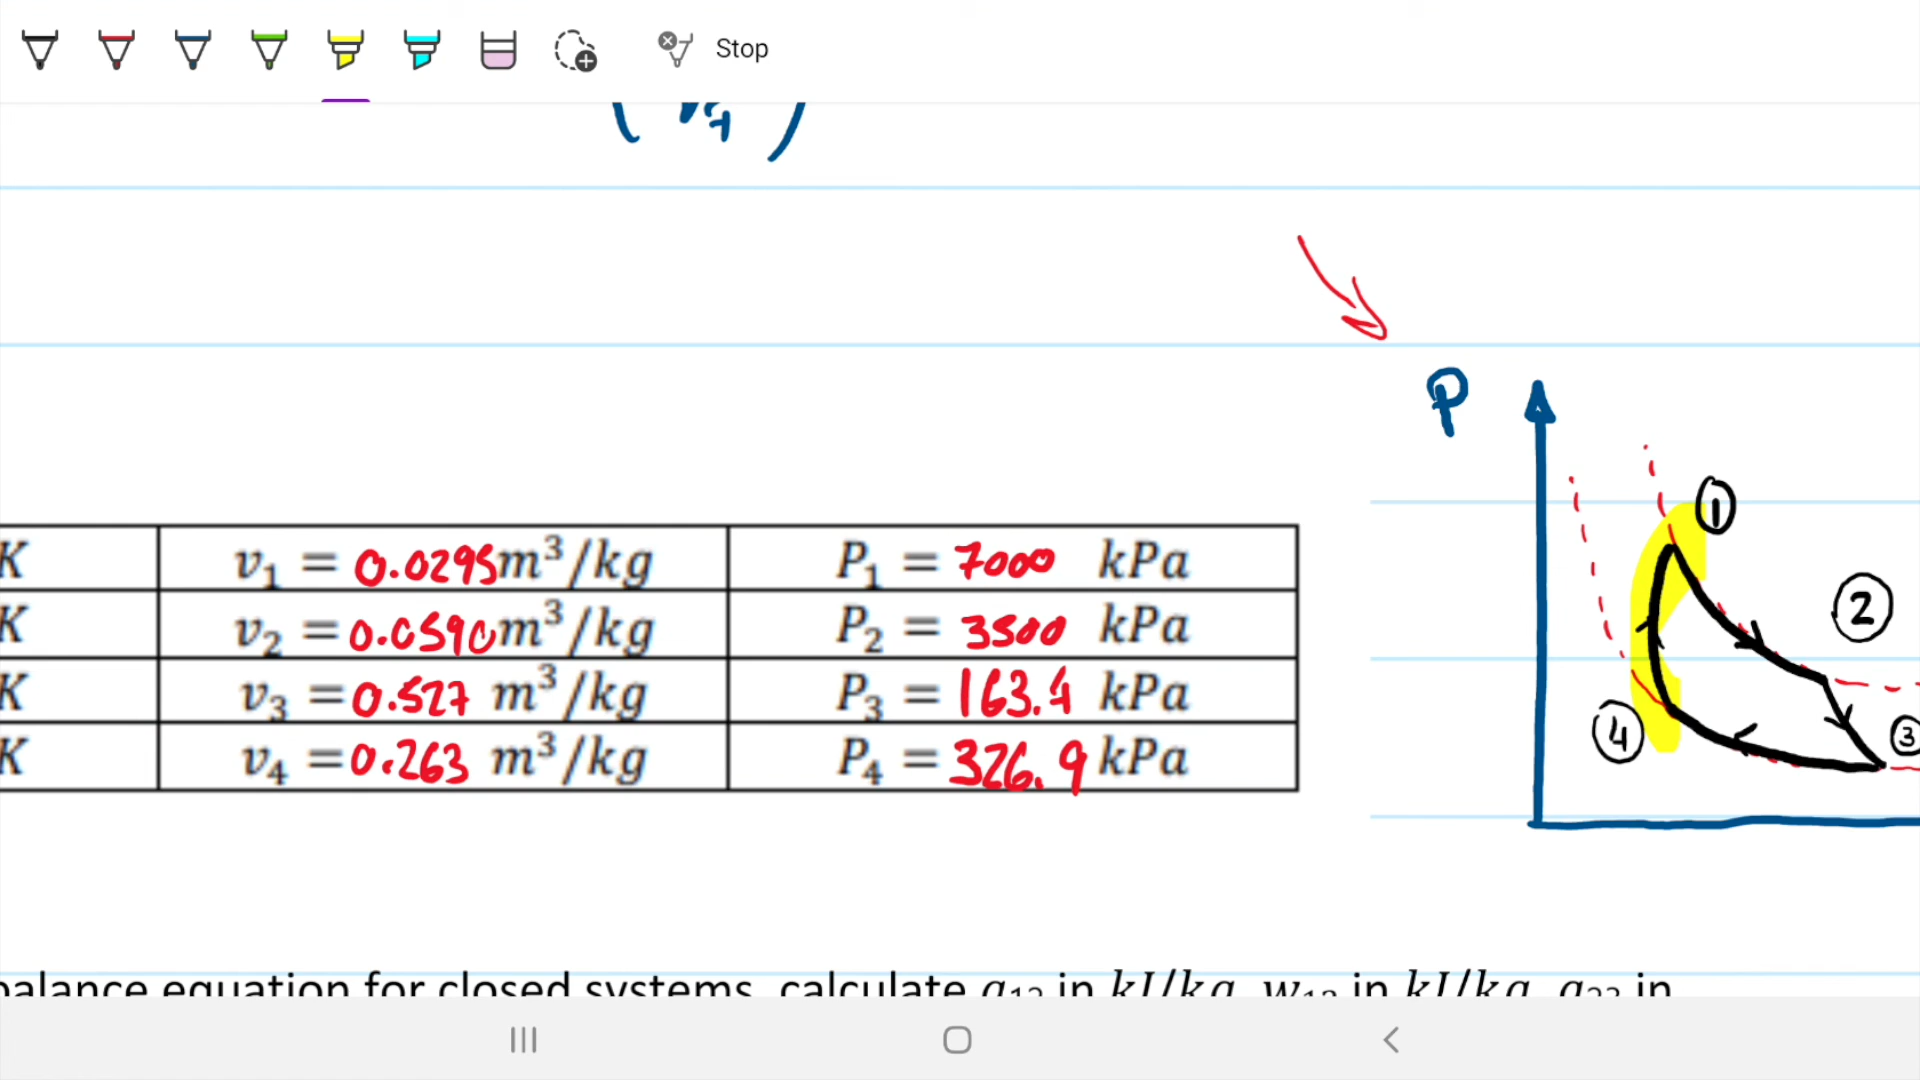 Stop
K v₁ = 0.0295 m³/kg P₁ = 7000 kPa
K v₂ = 0.0590 m³/kg P₂ = 3500 kPa
K v₃ = 0.527 m³/kg P₃ = 163.4 kPa
K v₄ = 0.263 m³/kg P₄ = 326.9 kPa
P
①
②
④
③
balance equation for closed systems, calculate q₁₂ in kJ/kg, w₁₂ in kJ/kg, q₂₃ in